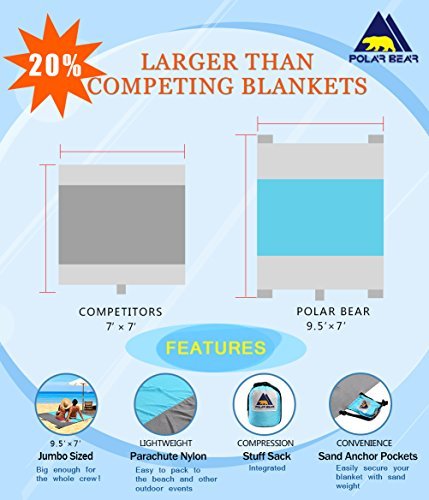 20%
LARGER THAN
COMPETING BLANKETS
POLAR BEAR
COMPETITORS
7' × 7'
POLAR BEAR
9.5'×7'
FEATURES
9.5'×7'
Jumbo Sized
Big enough for
the whole crew!
LIGHTWEIGHT
Parachute Nylon
Easy to pack to
the beach and other
outdoor events
POLAR BEAR
COMPRESSION
Stuff Sack
Integrated
CONVENIENCE
Sand Anchor Pockets
Easily secure your
blanket with sand
weight